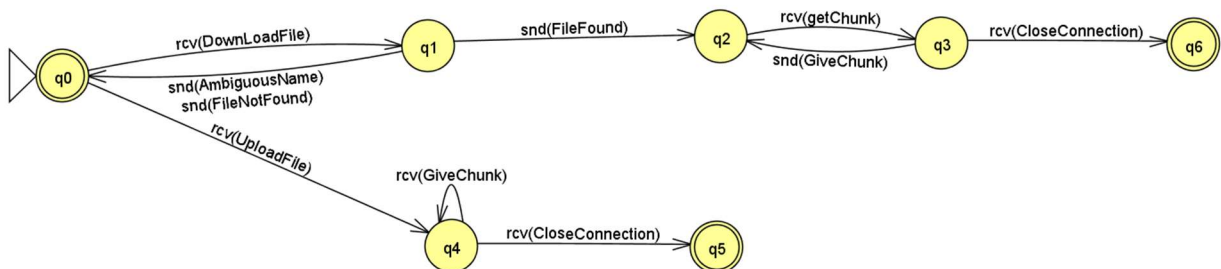 rcv(DownLoadFile)
snd(FileFound)
rcv(getChunk)
rcv(CloseConnection)
q0
q1
q2
q3
q6
snd(AmbiguousName)
snd(FileNotFound)
snd(GiveChunk)
rcv(UploadFile)
rcv(GiveChunk)
rcv(CloseConnection)
q4
q5